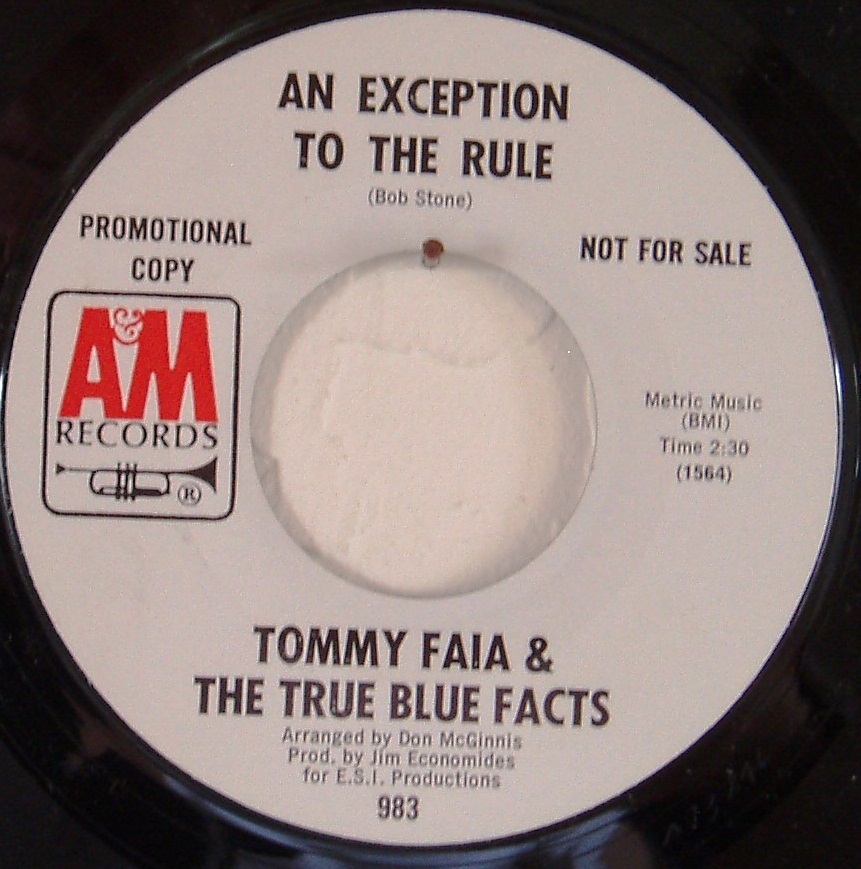 AN EXCEPTION
TO THE RULE
(Bob Stone)
PROMOTIONAL
COPY
NOT FOR SALE
A&M
RECORDS
®
Metric Music
(BMI)
Time 2:30
(1564)
TOMMY FAIA &
THE TRUE BLUE FACTS
Arranged by Don McGinnis
Prod. by Jim Economides
for E.S.I. Productions
983